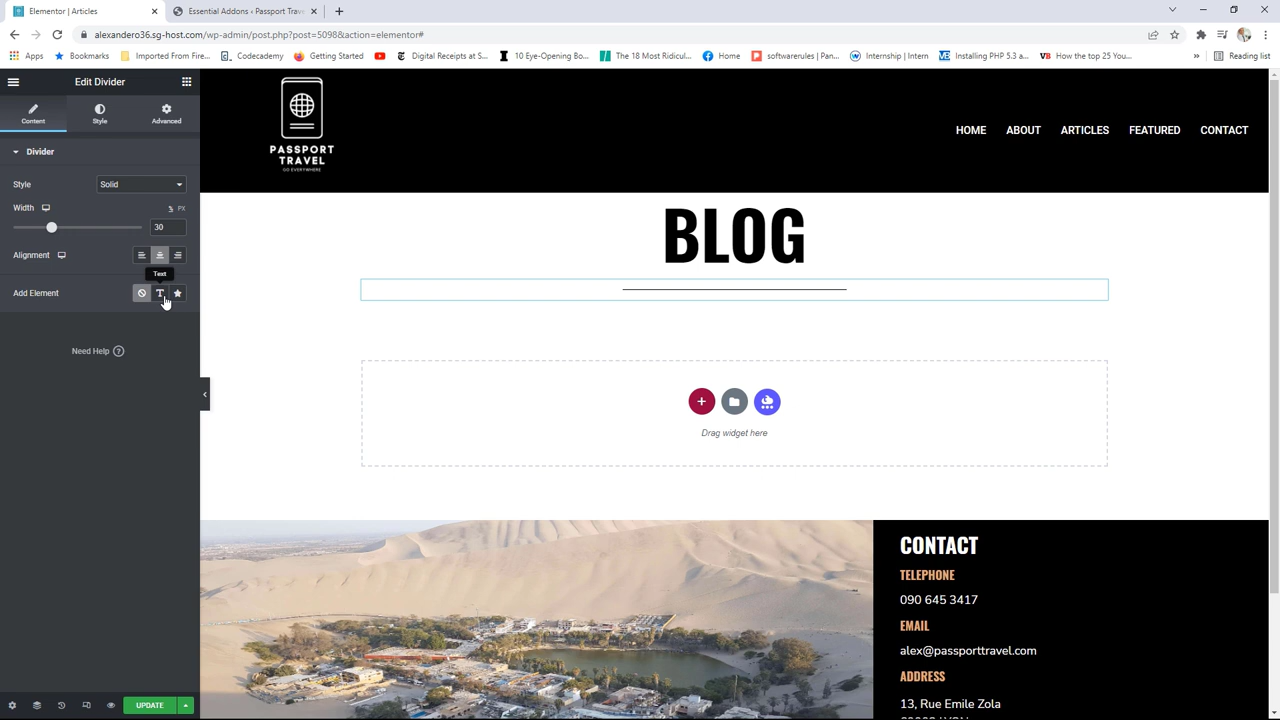 Elementor | Articles
Essential Addons ‹ Passport Trave
alexandero36.sg-host.com/wp-admin/post.php?post=5098&action=elementor#
Apps
Bookmarks
Imported From Fire...
Codecademy
Getting Started
Digital Receipts at S...
10 Eye-Opening Bo...
The 18 Most Ridicul...
Home
softwarerules | Pan...
Internship | Intern
Installing PHP 5.3 a...
How the top 25 You...
»
Reading list
Edit Divider
Content
Style
Advanced
Divider
Style
Solid
Width
% PX
30
Alignment
Text
Add Element
T
Need Help ?
UPDATE
PASSPORT
TRAVEL
GO EVERYWHERE
HOME
ABOUT
ARTICLES
FEATURED
CONTACT
BLOG
Drag widget here
CONTACT
TELEPHONE
090 645 3417
EMAIL
alex@passporttravel.com
ADDRESS
13, Rue Emile Zola